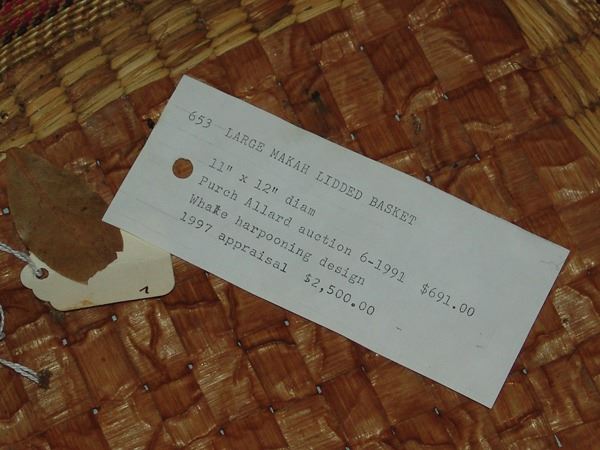 653 LARGE MAKAH LIDDED BASKET
11" x 12" diam
Purch Allard auction 6-1991 $691.00
Whale harpooning design
1997 appraisal $2,500.00